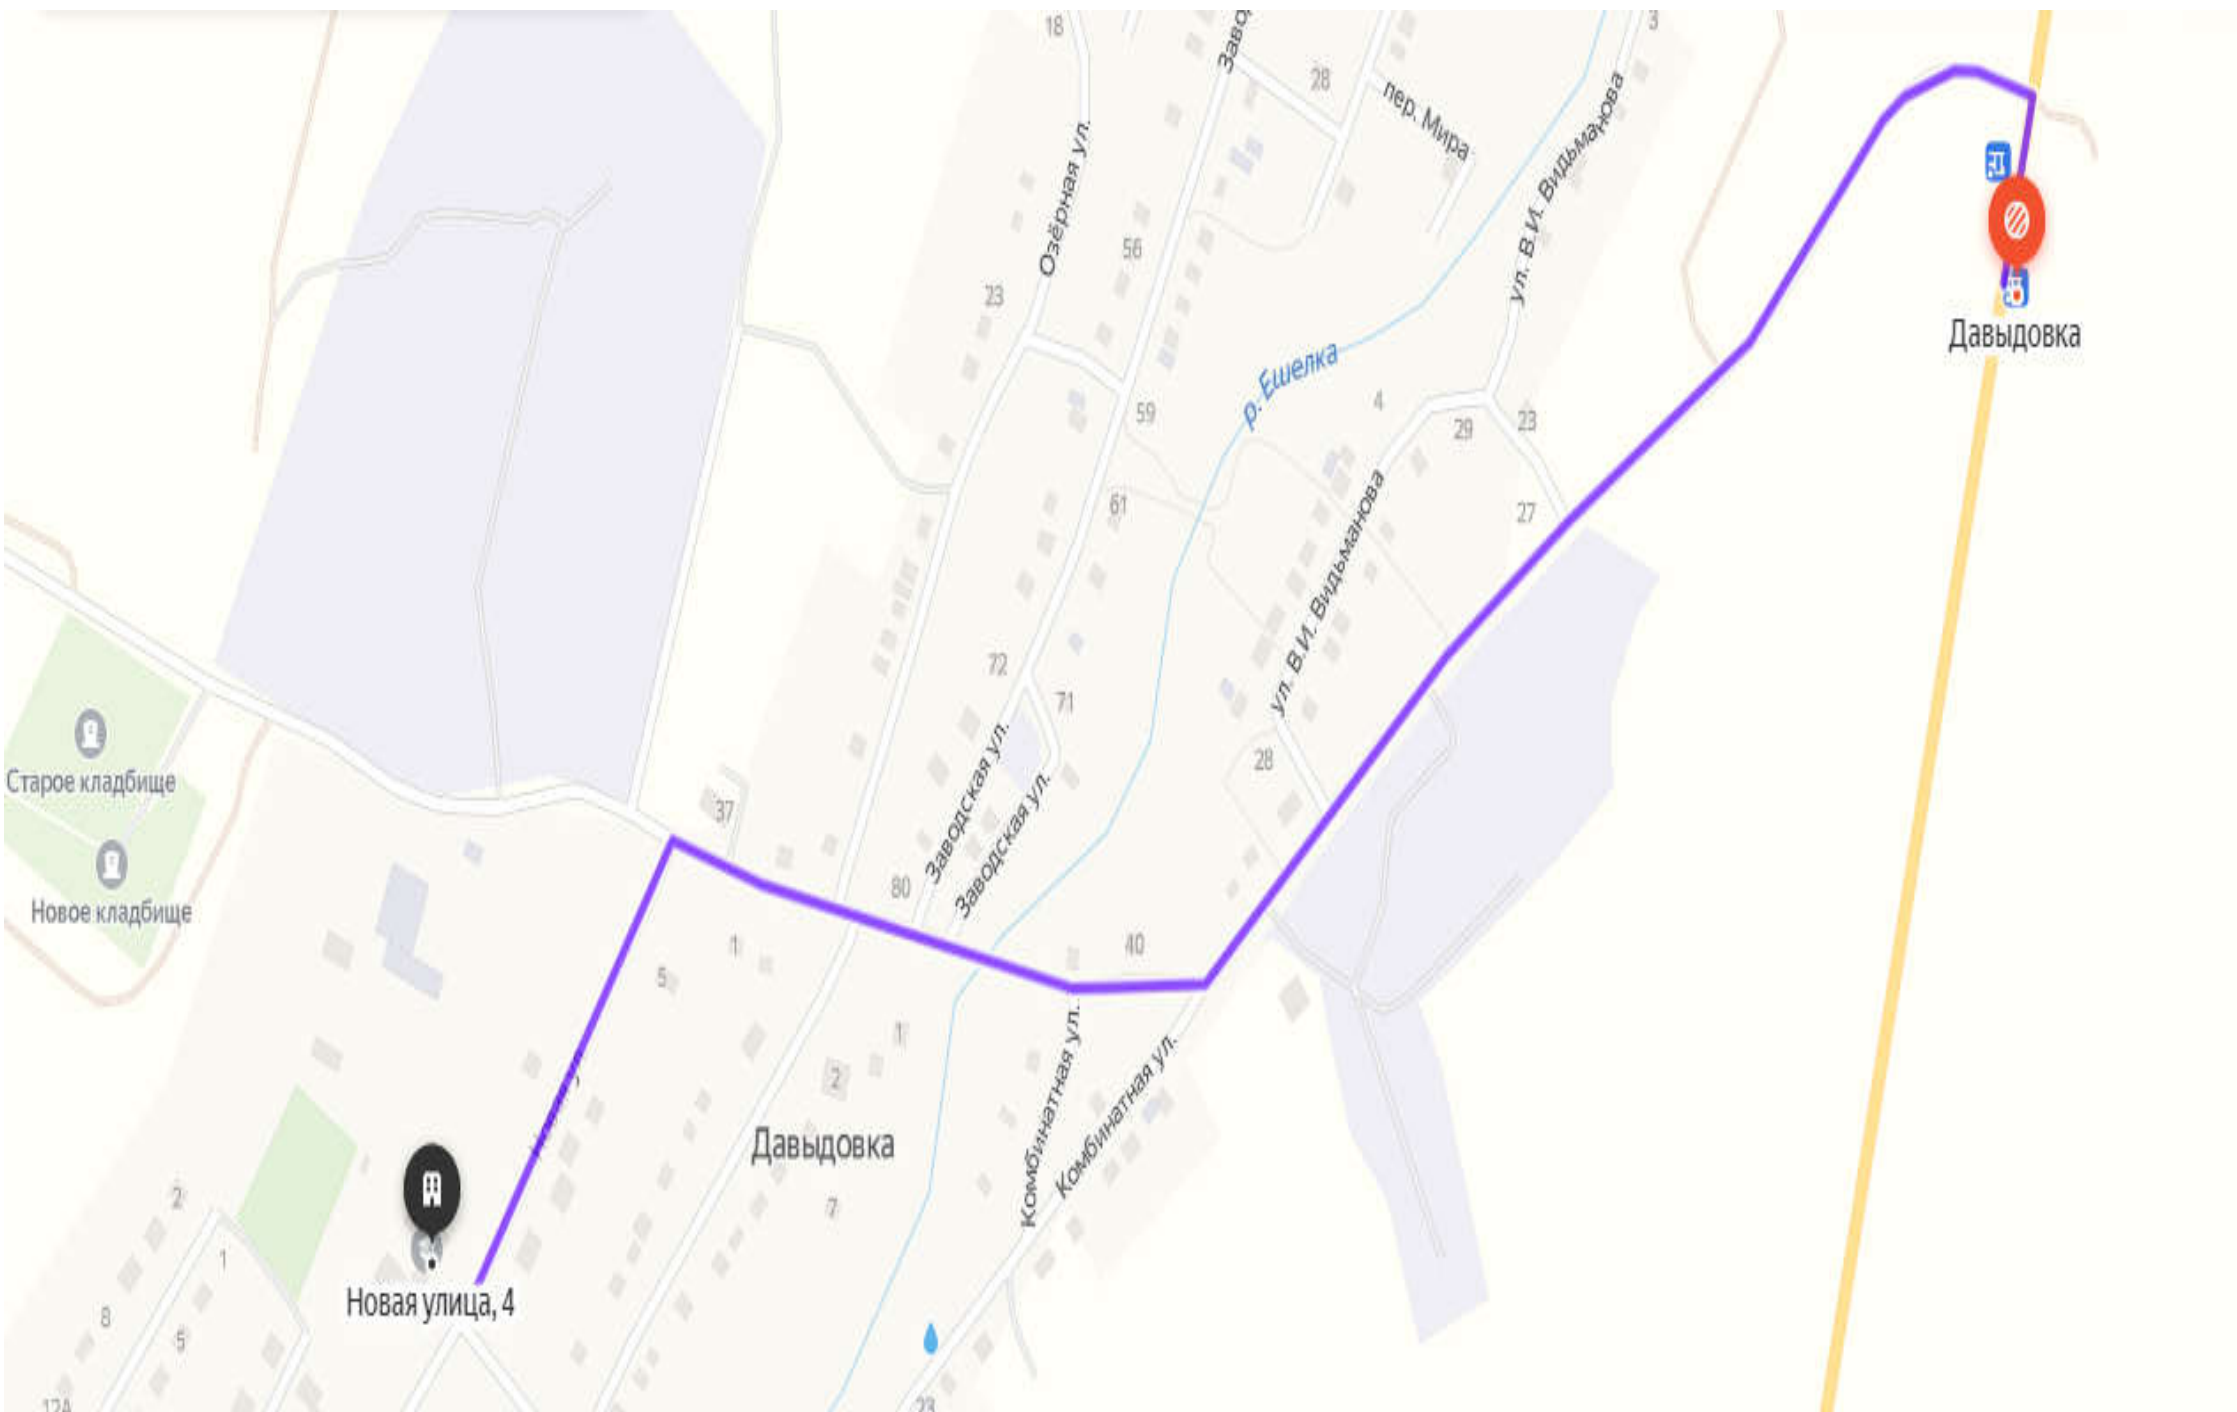 18
Заво
3
28
пер. Мира
ул. В.И. Видьманова
Озёрная ул.
56
23
Давыдовка
р. Ешелка
59
4
29
23
61
27
ул. В.И. Видьманова
72
71
28
Старое кладбище
37
Заводская ул.
Заводская ул.
80
Новое кладбище
1
40
5
1
Комбинатная ул.
Комбинатная ул.
2
Давыдовка
2
7
1
Новая улица, 4
8
5
12А
23